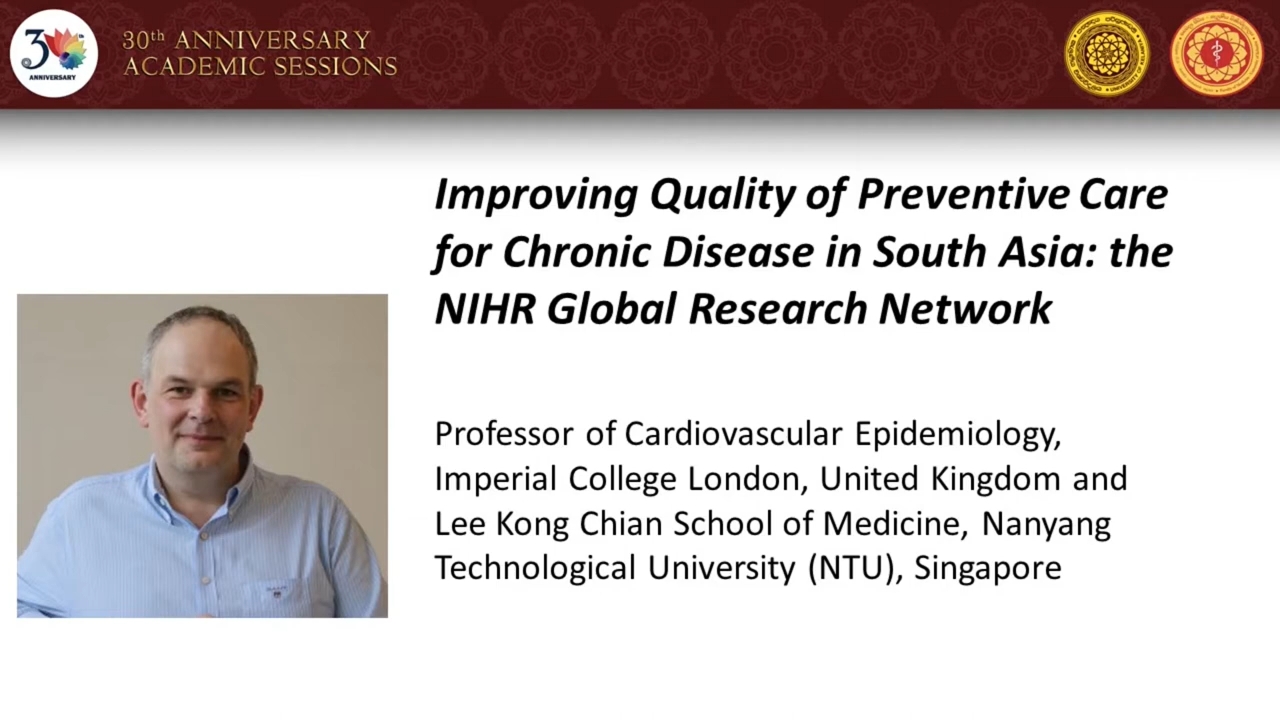 30th
ANNIVERSARY
30th ANNIVERSARY
ACADEMIC SESSIONS
Improving Quality of Preventive Care
for Chronic Disease in South Asia: the
NIHR Global Research Network
Professor of Cardiovascular Epidemiology,
Imperial College London, United Kingdom and
Lee Kong Chian School of Medicine, Nanyang
Technological University (NTU), Singapore